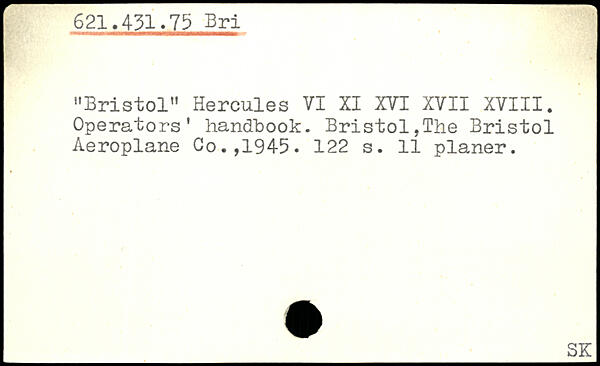 621.431.75 Bri
"Bristol" Hercules VI XI XVI XVII XVIII.
Operators' handbook. Bristol,The Bristol
Aeroplane Co.,1945. 122 s. 11 planer.
SK